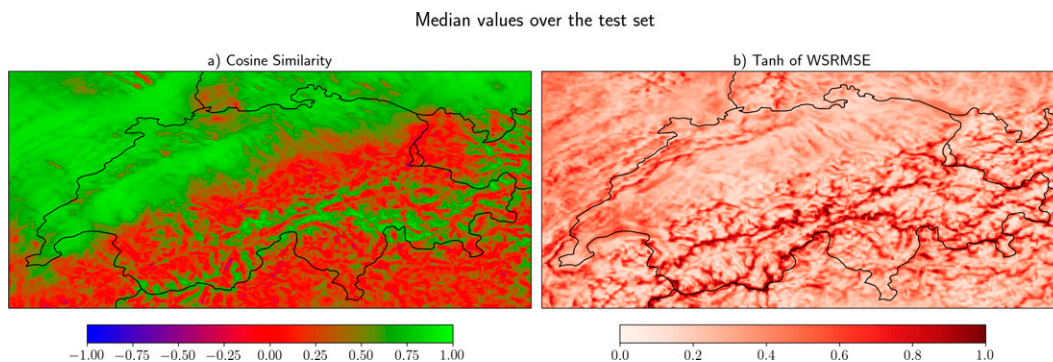 Median values over the test set
a) Cosine Similarity
b) Tanh of WSRMSE
−1.00 −0.75 −0.50 −0.25 0.00 0.25 0.50 0.75 1.00
0.0 0.2 0.4 0.6 0.8 1.0